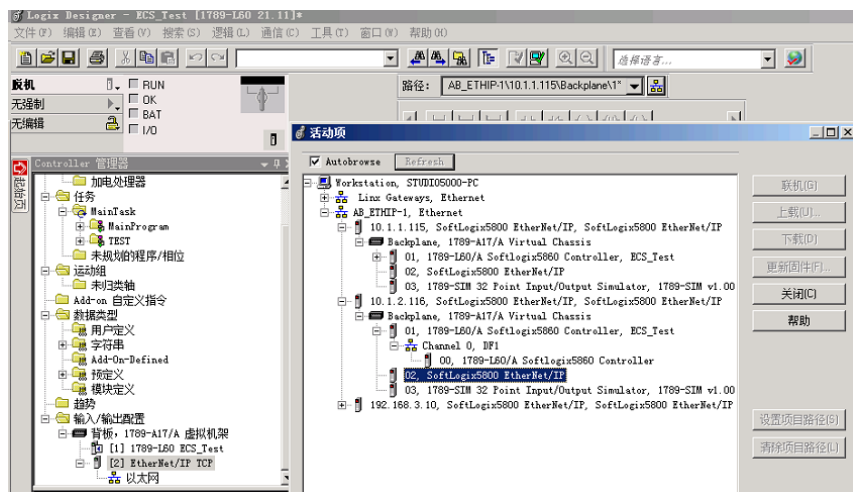 Logix Designer - ECS_Test [1789-L60 21.11]*
文件(F) 编辑(E) 查看(V) 搜索(S) 逻辑(L) 通信(C) 工具(T) 窗口(W) 帮助(H)
选择语言...
脱机
RUN
无强制
OK
BAT
无编辑
I/O
路径: AB_ETHIP-1\10.1.1.115\Backplane\1*
Controller 管理器
起始页
加电处理器
任务
MainTask
MainProgram
TEST
未规划的程序/相位
运动组
未归类轴
Add-on 自定义指令
数据类型
用户定义
字符串
Add-On-Defined
预定义
模块定义
趋势
输入/输出配置
背板, 1789-A17/A 虚拟机架
[1] 1789-L60 ECS_Test
[2] EtherNet/IP TCP
以太网
活动项
Autobrowse Refresh
Workstation, STUDIO5000-PC
Linx Gateways, Ethernet
AB_ETHIP-1, Ethernet
10.1.1.115, SoftLogix5800 EtherNet/IP, SoftLogix5800 EtherNet/IP
Backplane, 1789-A17/A Virtual Chassis
01, 1789-L60/A SoftLogix5860 Controller, ECS_Test
02, SoftLogix5800 EtherNet/IP
03, 1789-SIM 32 Point Input/Output Simulator, 1789-SIM v1.00
10.1.2.116, SoftLogix5800 EtherNet/IP, SoftLogix5800 EtherNet/IP
Backplane, 1789-A17/A Virtual Chassis
01, 1789-L60/A SoftLogix5860 Controller, ECS_Test
Channel 0, DF1
00, 1789-L60/A Softlogix5860 Controller
02, SoftLogix5800 EtherNet/IP
03, 1789-SIM 32 Point Input/Output Simulator, 1789-SIM v1.00
192.168.3.10, SoftLogix5800 EtherNet/IP, SoftLogix5800 EtherNet/IP
联机(G)
上载(U)...
下载(D)
更新固件(F)...
关闭(C)
帮助
设置项目路径(S)
清除项目路径(L)